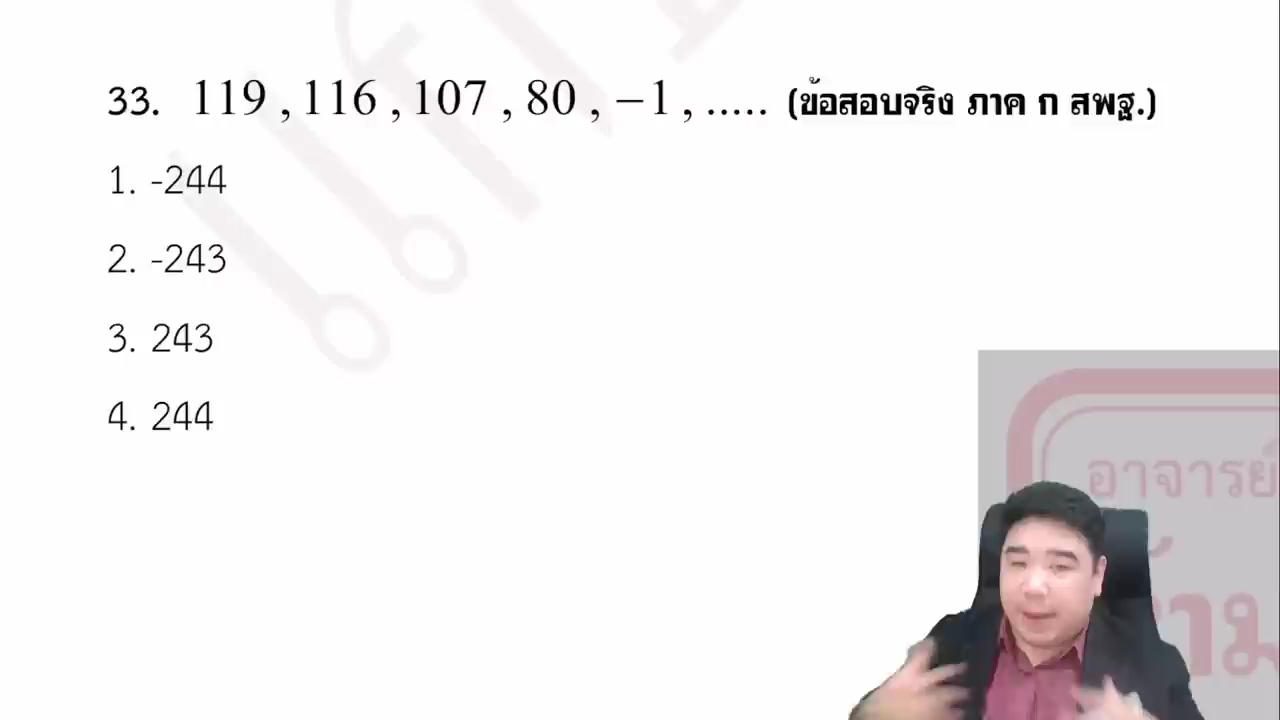 33. 119 , 116 , 107 , 80 , −1 , ..... (ข้อสอบจริง ภาค ก สพฐ.)
1. -244
2. -243
3. 243
4. 244
อาจารย์